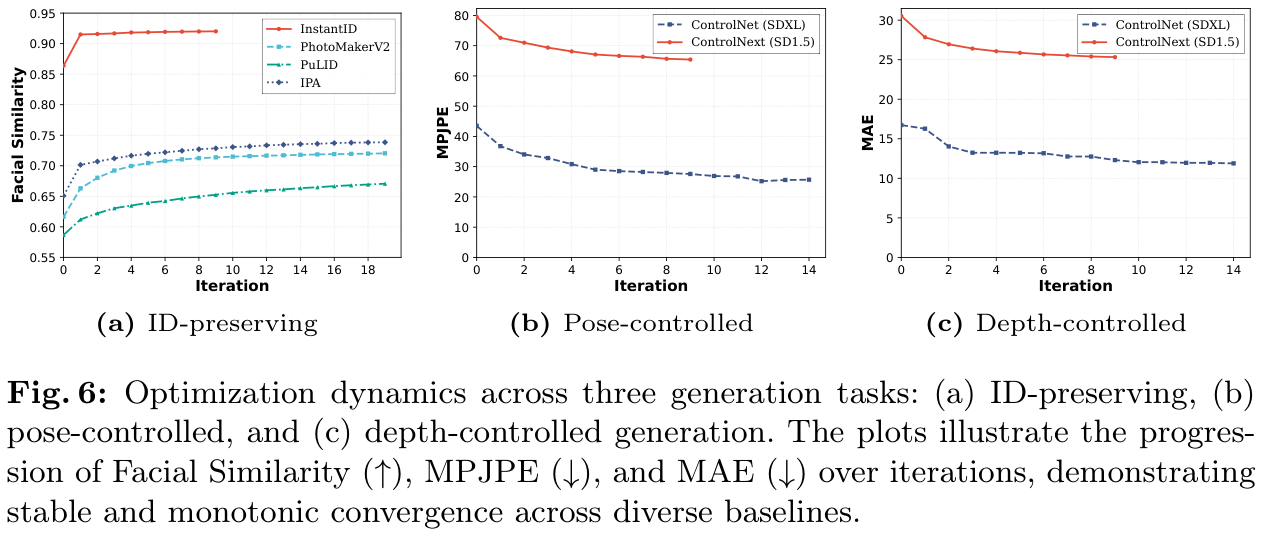 0.95
0.90
0.85
0.80
0.75
0.70
0.65
0.60
0.55
Facial Similarity
InstantID
PhotoMakerV2
PuLID
IPA
0 2 4 6 8 10 12 14 16 18
Iteration
(a) ID-preserving
80
70
60
50
40
30
20
10
0
MPJPE
ControlNet (SDXL)
ControlNext (SD1.5)
0 2 4 6 8 10 12 14
Iteration
(b) Pose-controlled
30
25
20
15
10
5
0
MAE
ControlNet (SDXL)
ControlNext (SD1.5)
0 2 4 6 8 10 12 14
Iteration
(c) Depth-controlled
Fig. 6: Optimization dynamics across three generation tasks: (a) ID-preserving, (b)
pose-controlled, and (c) depth-controlled generation. The plots illustrate the progres-
sion of Facial Similarity (↑), MPJPE (↓), and MAE (↓) over iterations, demonstrating
stable and monotonic convergence across diverse baselines.